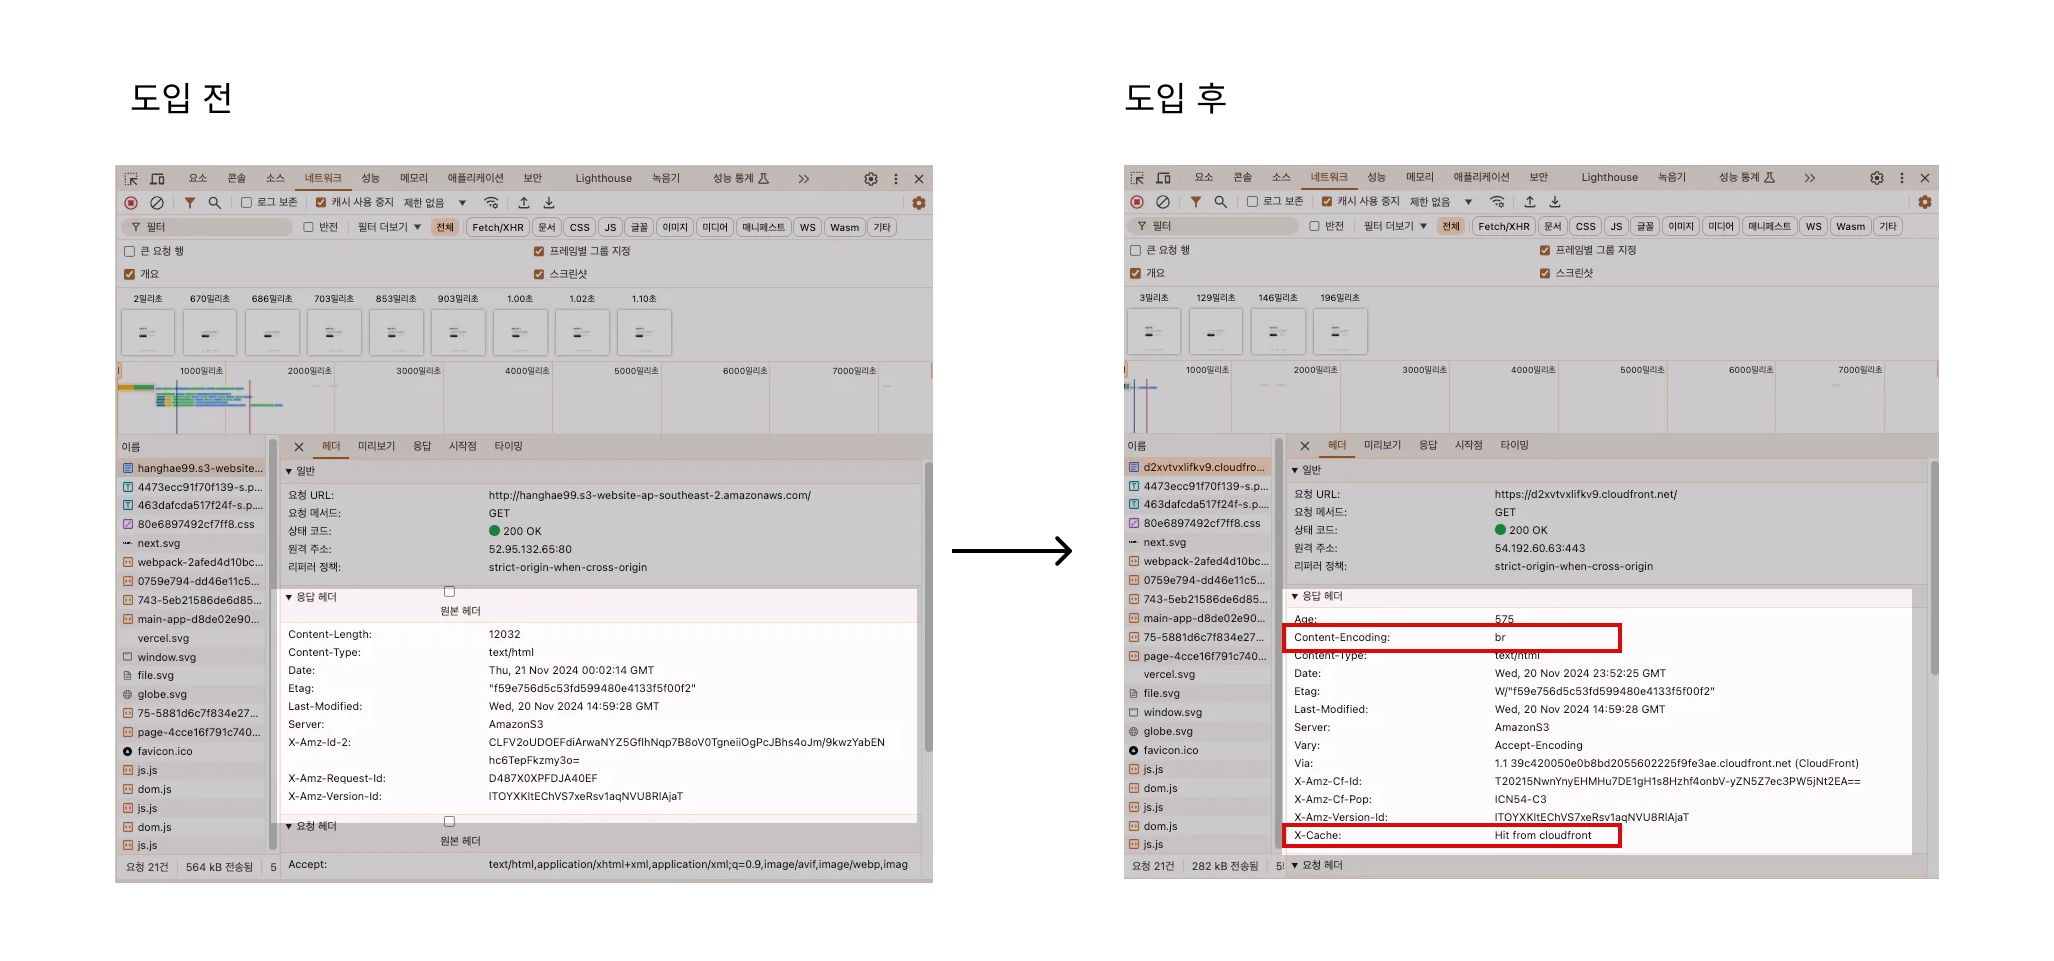 도입 전
요소 콘솔 소스 네트워크 성능 메모리 애플리케이션 보안 Lighthouse 녹음기 성능 통계
로그 보존 캐시 사용 중지 제한 없음
필터 반전 필터 더보기 전체 Fetch/XHR 문서 CSS JS 글꼴 이미지 미디어 매니페스트 WS Wasm 기타
큰 요청 행 프레임별 그룹 지정
개요 스크린샷
2밀리초 670밀리초 686밀리초 703밀리초 853밀리초 903밀리초 1.00초 1.02초 1.10초
1000밀리초 2000밀리초 3000밀리초 4000밀리초 5000밀리초 6000밀리초 7000밀리초
이름
hanghae99.s3-website...
4473ecc91f70f139-s.p...
463dafcda517f24f-s.p....
80e6897492cf7ff8.css
next.svg
webpack-2afed4d10bc...
0759e794-dd46e11c5...
743-5eb21586de6d85...
main-app-d8de02e90...
vercel.svg
window.svg
file.svg
globe.svg
75-5881d6c7f834e27...
page-4cce16f791c740...
favicon.ico
js.js
dom.js
js.js
dom.js
js.js
요청 21건 564 kB 전송됨 5
헤더 미리보기 응답 시작점 타이밍
일반
요청 URL: http://hanghae99.s3-website-ap-southeast-2.amazonaws.com/
요청 메서드: GET
상태 코드: 200 OK
원격 주소: 52.95.132.65:80
리퍼러 정책: strict-origin-when-cross-origin
응답 헤더
원본 헤더
Content-Length: 12032
Content-Type: text/html
Date: Thu, 21 Nov 2024 00:02:14 GMT
Etag: "f59e756d5c53fd599480e4133f5f00f2"
Last-Modified: Wed, 20 Nov 2024 14:59:28 GMT
Server: AmazonS3
X-Amz-Id-2: CLFV2oUDOEFdiArwaNYZ5GflhNqp7B8oV0TgneiiOgPcJBhs4oJm/9kwzYabEN
hc6TepFkzmy3o=
X-Amz-Request-Id: D487X0XPFDJA40EF
X-Amz-Version-Id: lTOYXKltEChVS7xeRsv1aqNVU8RlAjaT
요청 헤더
원본 헤더
Accept: text/html,application/xhtml+xml,application/xml;q=0.9,image/avif,image/webp,imag
도입 후
요소 콘솔 소스 네트워크 성능 메모리 애플리케이션 보안 Lighthouse 녹음기 성능 통계
로그 보존 캐시 사용 중지 제한 없음
필터 반전 필터 더보기 전체 Fetch/XHR 문서 CSS JS 글꼴 이미지 미디어 매니페스트 WS Wasm 기타
큰 요청 행 프레임별 그룹 지정
개요 스크린샷
3밀리초 129밀리초 146밀리초 196밀리초
1000밀리초 2000밀리초 3000밀리초 4000밀리초 5000밀리초 6000밀리초 7000밀리초
이름
d2xvtvxlifkv9.cloudfro...
4473ecc91f70f139-s.p...
463dafcda517f24f-s.p....
80e6897492cf7ff8.css
next.svg
webpack-2afed4d10bc...
0759e794-dd46e11c5...
743-5eb21586de6d85...
main-app-d8de02e90...
75-5881d6c7f834e27...
page-4cce16f791c740...
vercel.svg
file.svg
window.svg
globe.svg
favicon.ico
js.js
dom.js
js.js
dom.js
js.js
요청 21건 282 kB 전송됨
헤더 미리보기 응답 시작점 타이밍
일반
요청 URL: https://d2xvtvxlifkv9.cloudfront.net/
요청 메서드: GET
상태 코드: 200 OK
원격 주소: 54.192.60.63:443
리퍼러 정책: strict-origin-when-cross-origin
응답 헤더
Age: 575
Content-Encoding: br
Content-Type: text/html
Date: Wed, 20 Nov 2024 23:52:25 GMT
Etag: W/"f59e756d5c53fd599480e4133f5f00f2"
Last-Modified: Wed, 20 Nov 2024 14:59:28 GMT
Server: AmazonS3
Vary: Accept-Encoding
Via: 1.1 39c420050e0b8bd2055602225f9fe3ae.cloudfront.net (CloudFront)
X-Amz-Cf-Id: T20215NwnYnyEHMHu7DE1gH1s8Hzhf4onbV-yZN5Z7ec3PW5jNt2EA==
X-Amz-Cf-Pop: ICN54-C3
X-Amz-Version-Id: lTOYXKltEChVS7xeRsv1aqNVU8RlAjaT
X-Cache: Hit from cloudfront
요청 헤더